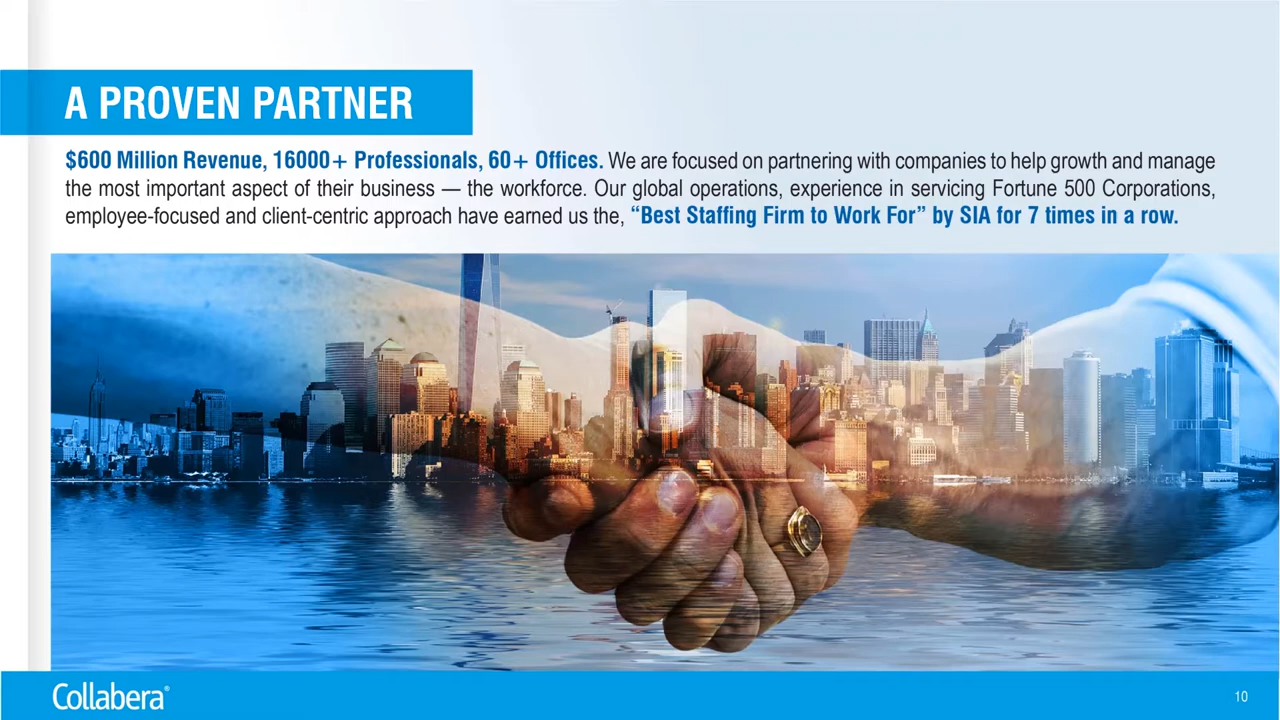 A PROVEN PARTNER
$600 Million Revenue, 16000+ Professionals, 60+ Offices. We are focused on partnering with companies to help growth and manage
the most important aspect of their business — the workforce. Our global operations, experience in servicing Fortune 500 Corporations,
employee-focused and client-centric approach have earned us the, “Best Staffing Firm to Work For” by SIA for 7 times in a row.
Collabera®
10